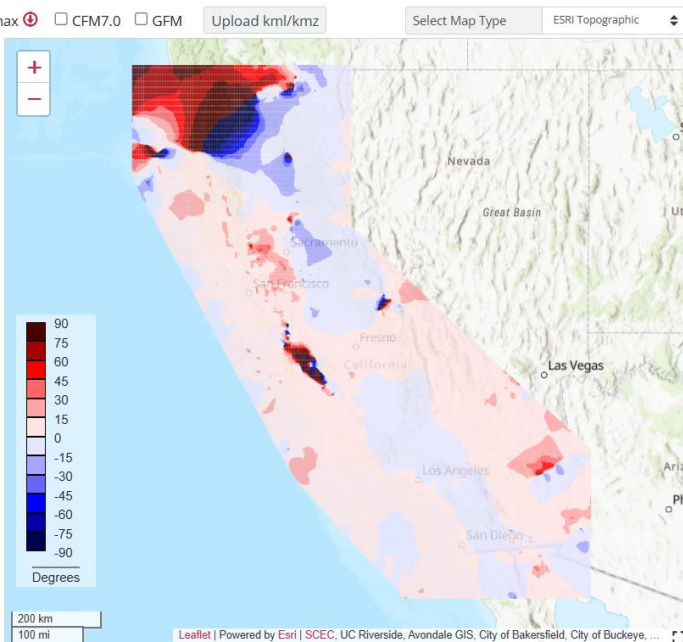 CFM7.0 GFM Upload kml/kmz Select Map Type ESRI Topographic
+
−
Nevada
Great Basin
Sacramento
San Francisco
Fresno
California
Las Vegas
Los Angeles
San Diego
90
75
60
45
30
15
0
-15
-30
-45
-60
-75
-90
Degrees
200 km
100 mi
Leaflet | Powered by Esri | SCEC, UC Riverside, Avondale GIS, City of Bakersfield, City of Buckeye, ...